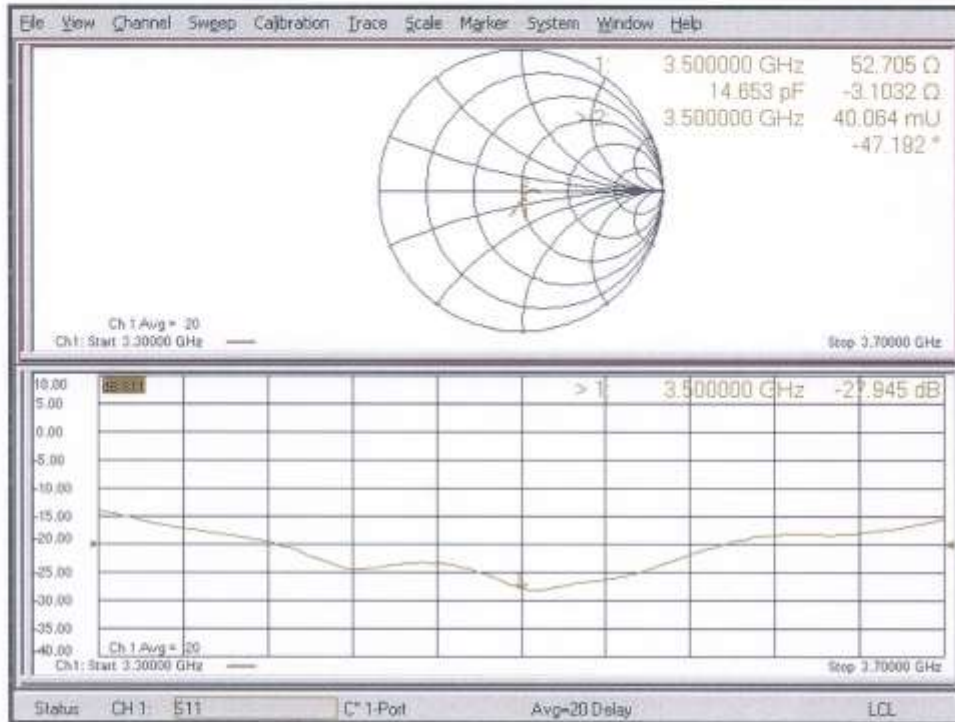 File View Channel Sweep Calibration Trace Scale Marker System Window Help
1: 3.500000 GHz 52.705 Ω
14.653 pF -3.1032 Ω
> 2: 3.500000 GHz 40.064 mU
-47.192 °
Ch 1 Avg = 20
Ch1: Start 3.30000 GHz
Stop 3.70000 GHz
10.00
dB S11
> 1: 3.500000 GHz -27.945 dB
5.00
0.00
-5.00
-10.00
-15.00
-20.00
-25.00
-30.00
-35.00
-40.00
Ch 1 Avg = 20
Ch1: Start 3.30000 GHz
Stop 3.70000 GHz
Status CH 1: S11 C* 1-Port Avg=20 Delay LCL